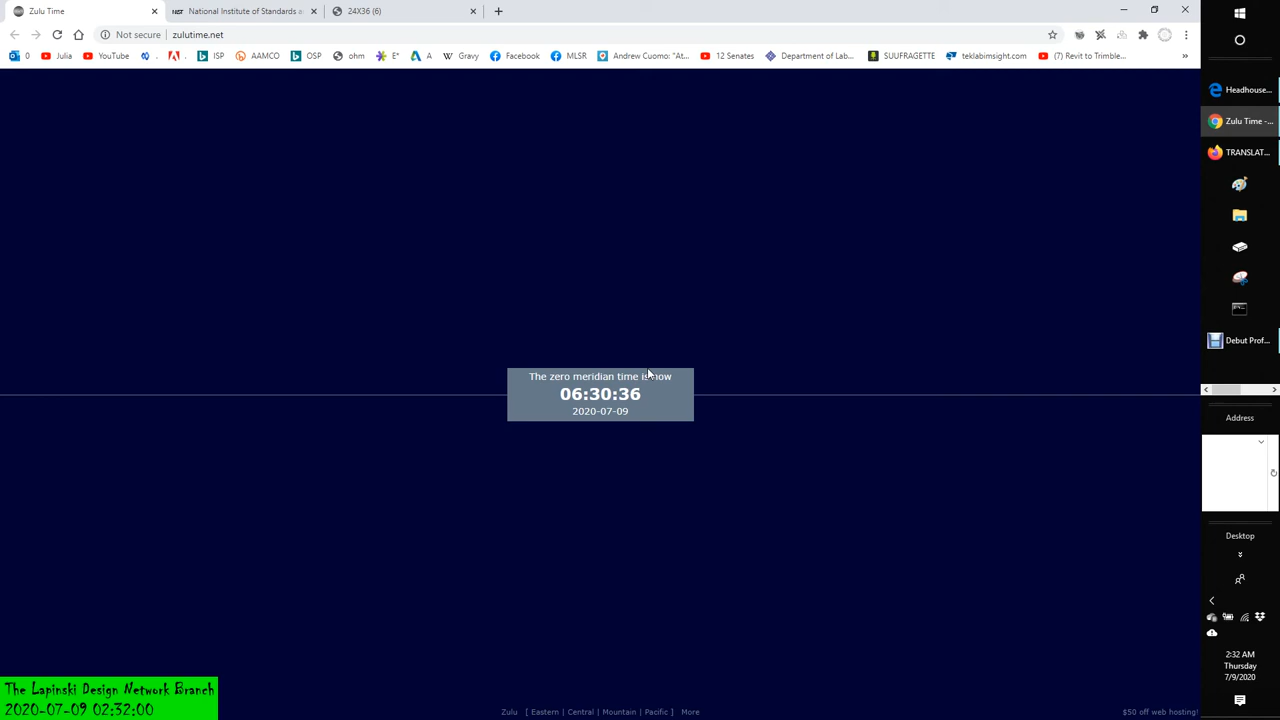 Zulu Time
National Institute of Standards a
24X36 (6)
Not secure
zulutime.net
0
Julia
YouTube
.
.
ISP
AAMCO
OSP
ohm
E"
A
Gravy
Facebook
MLSR
Andrew Cuomo: "At...
12 Senates
Department of Lab...
SUUFRAGETTE
teklabimsight.com
(7) Revit to Trimble...
»
The zero meridian time is now
06:30:36
2020-07-09
Zulu [ Eastern | Central | Mountain | Pacific ] More
$50 off web hosting!
The Lapinski Design Network Branch
2020-07-09 02:32:00
Headhouse...
Zulu Time -...
TRANSLAT...
Debut Prof...
Address
Desktop
2:32 AM
Thursday
7/9/2020